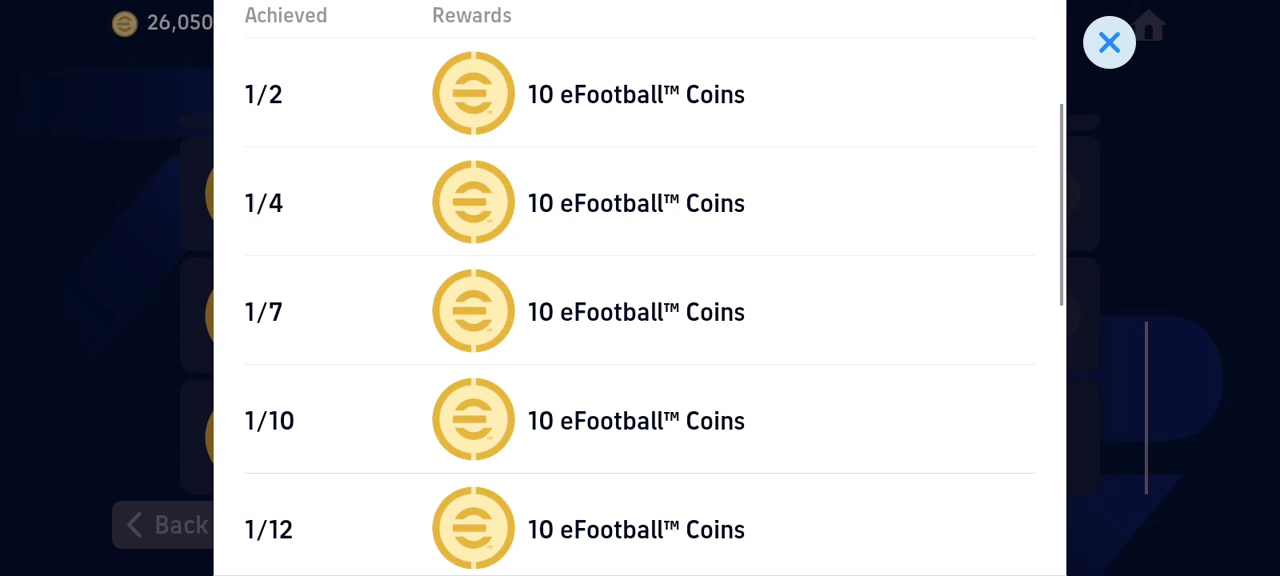 26,050
Achieved Rewards
1/2 10 eFootball™ Coins
1/4 10 eFootball™ Coins
1/7 10 eFootball™ Coins
1/10 10 eFootball™ Coins
1/12 10 eFootball™ Coins
Back